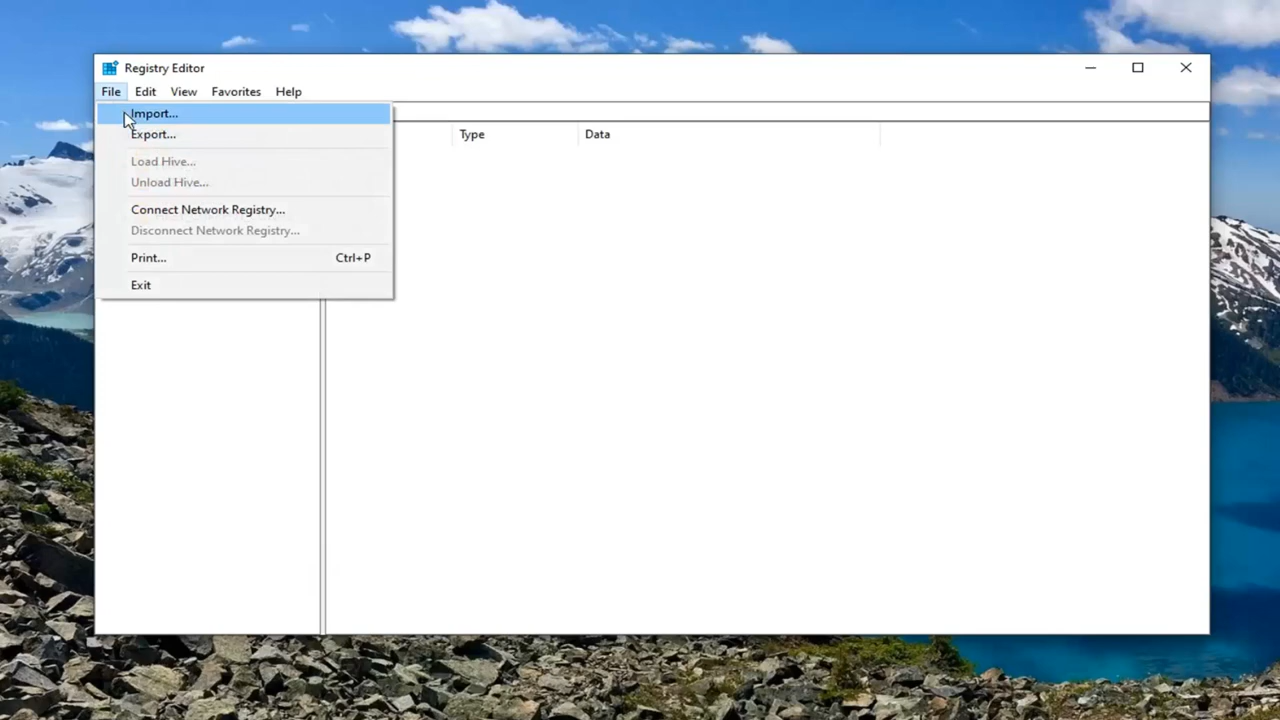 Registry Editor
File Edit View Favorites Help
Import...
Type Data
Export...
Load Hive...
Unload Hive...
Connect Network Registry...
Disconnect Network Registry...
Print... Ctrl+P
Exit